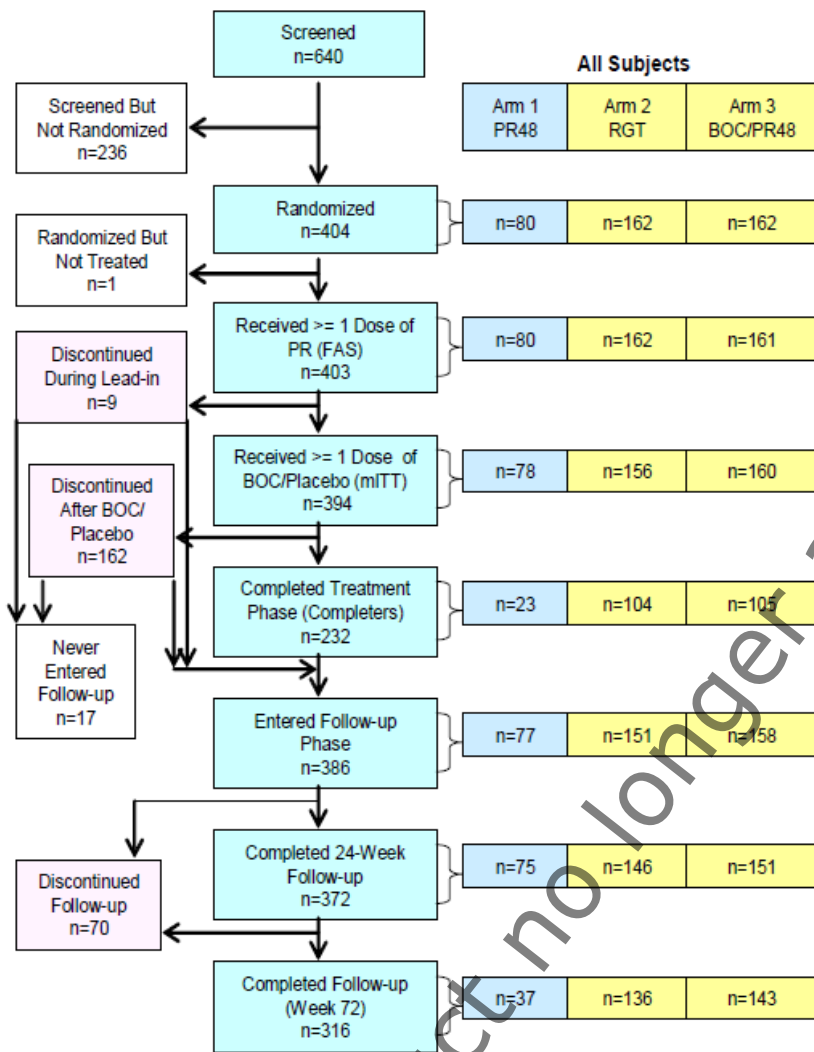 Screened
n=640
All Subjects
Screened But
Not Randomized
n=236
Arm 1
PR48
Arm 2
RGT
Arm 3
BOC/PR48
Randomized
n=404
n=80
n=162
n=162
Randomized But
Not Treated
n=1
Received >= 1 Dose of
PR (FAS)
n=403
n=80
n=162
n=161
Discontinued
During Lead-in
n=9
Received >= 1 Dose of
BOC/Placebo (mITT)
n=394
n=78
n=156
n=160
Discontinued
After BOC/
Placebo
n=162
Completed Treatment
Phase (Completers)
n=232
n=23
n=104
n=105
Never
Entered
Follow-up
n=17
Entered Follow-up
Phase
n=386
n=77
n=151
n=158
Completed 24-Week
Follow-up
n=372
n=75
n=146
n=151
Discontinued
Follow-up
n=70
Completed Follow-up
(Week 72)
n=316
n=37
n=136
n=143
ct no longer